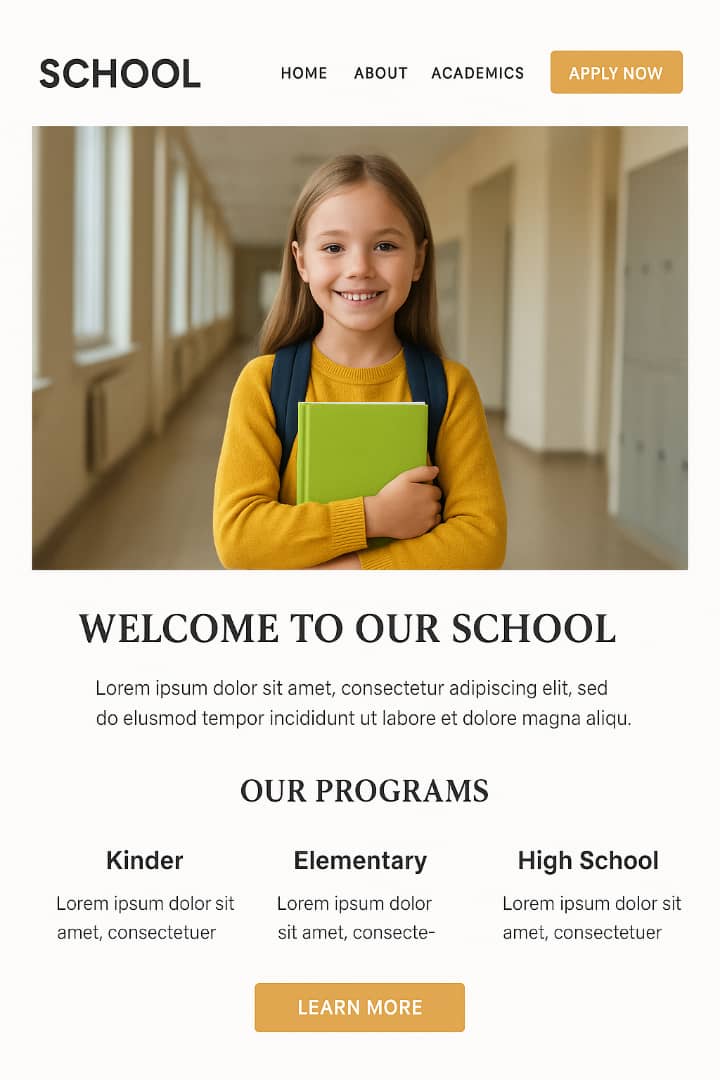 SCHOOL
HOME ABOUT ACADEMICS APPLY NOW
WELCOME TO OUR SCHOOL
Lorem ipsum dolor sit amet, consectetur adipiscing elit, sed
do elusmod tempor incididunt ut labore et dolore magna aliqu.
OUR PROGRAMS
Kinder
Lorem ipsum dolor sit
amet, consectetuer
Elementary
Lorem ipsum dolor
sit amet, consecte-
High School
Lorem ipsum dolor sit
amet, consectetuer
LEARN MORE